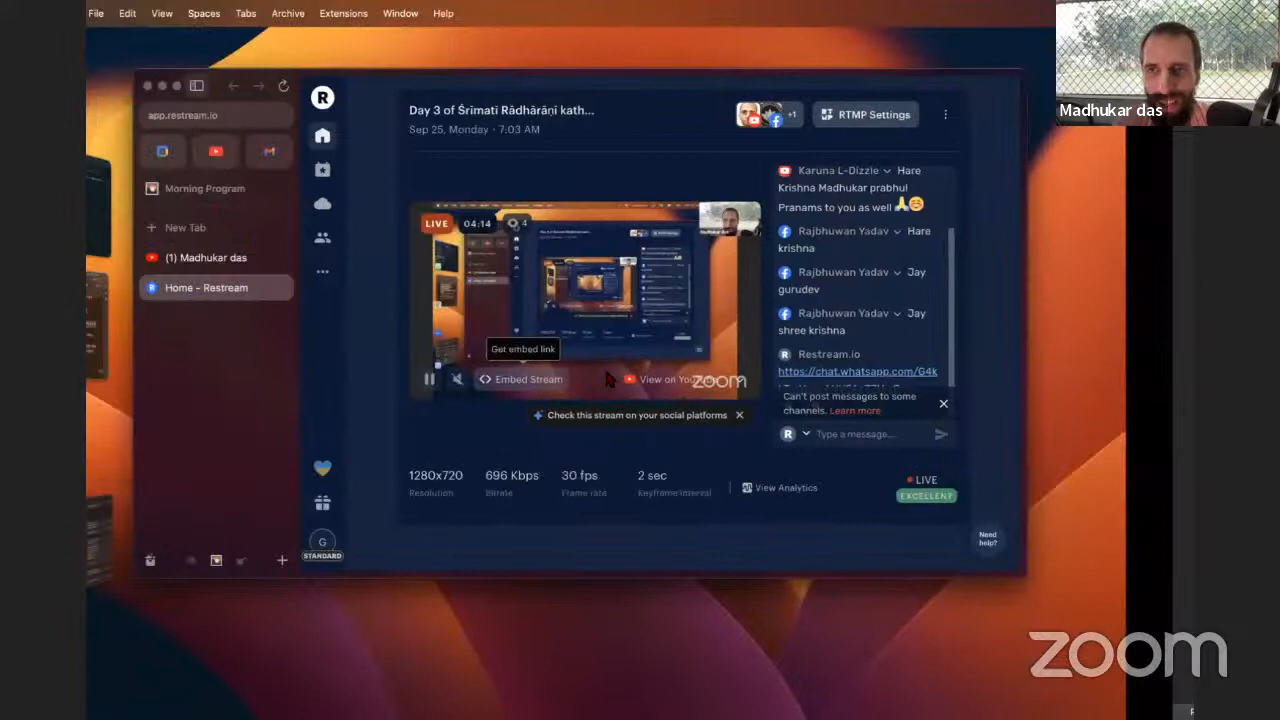 File Edit View Spaces Tabs Archive Extensions Window Help
Madhukar das
app.restream.io
Morning Program
New Tab
(1) Madhukar das
Home - Restream
R
G
STANDARD
Day 3 of Śrīmatī Rādhārāṇī kath...
Sep 25, Monday · 7:03 AM
+1
RTMP Settings
LIVE 04:14 4
Get embed link
Embed Stream
View on You
zoom
Check this stream on your social platforms
Karuna L-Dizzle Hare
Krishna Madhukar prabhu!
Pranams to you as well
Rajbhuwan Yadav Hare
krishna
Rajbhuwan Yadav Jay
gurudev
Rajbhuwan Yadav Jay
shree krishna
Restream.io
https://chat.whatsapp.com/G4k
Can't post messages to some
channels. Learn more
R Type a message...
1280x720 696 Kbps 30 fps 2 sec
Resolution Bitrate Frame rate Keyframe interval
View Analytics
LIVE
EXCELLENT
Need
help?
zoom